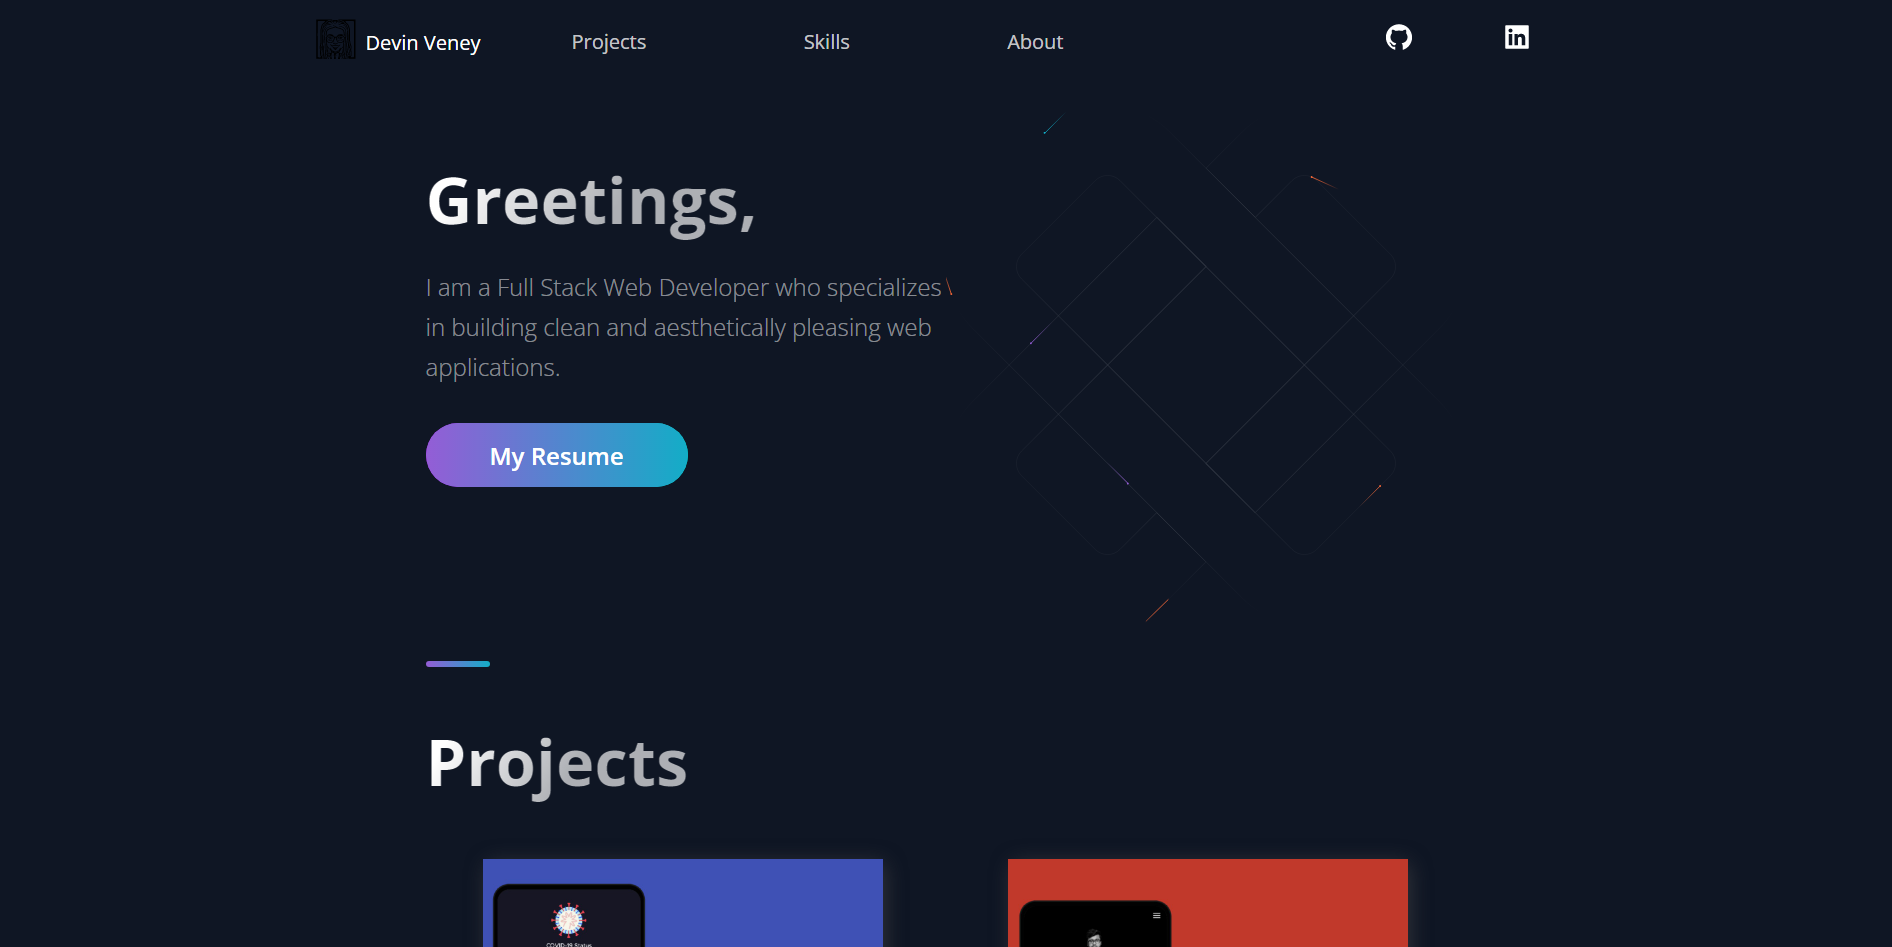 Devin Veney
Projects
Skills
About
Greetings,
I am a Full Stack Web Developer who specializes
in building clean and aesthetically pleasing web
applications.
My Resume
Projects
COVID-19 Status